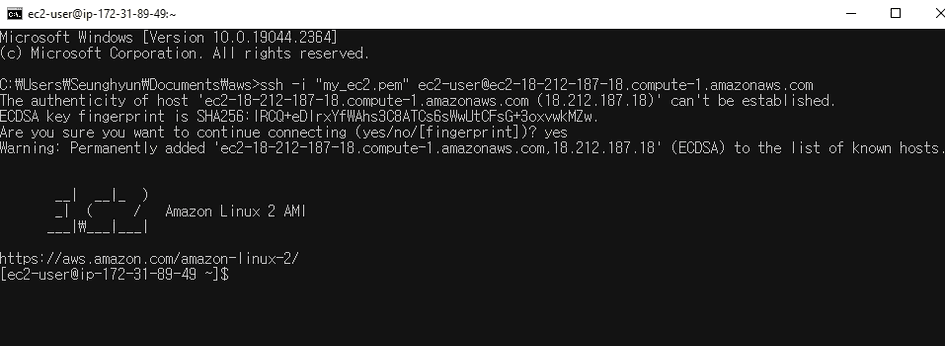 ec2-user@ip-172-31-89-49:~
Microsoft Windows [Version 10.0.19044.2364]
(c) Microsoft Corporation. All rights reserved.
C:₩Users₩Seunghyun₩Documents₩aws>ssh -i "my_ec2.pem" ec2-user@ec2-18-212-187-18.compute-1.amazonaws.com
The authenticity of host 'ec2-18-212-187-18.compute-1.amazonaws.com (18.212.187.18)' can't be established.
ECDSA key fingerprint is SHA256:lRCQ+eDlrxYfWAhs3C8ATCs6sWwUtCFsG+3oxvwkMZw.
Are you sure you want to continue connecting (yes/no/[fingerprint])? yes
Warning: Permanently added 'ec2-18-212-187-18.compute-1.amazonaws.com,18.212.187.18' (ECDSA) to the list of known hosts.
__|  __|_  )
_|  (     /   Amazon Linux 2 AMI
___|₩___|___|
https://aws.amazon.com/amazon-linux-2/
[ec2-user@ip-172-31-89-49 ~]$